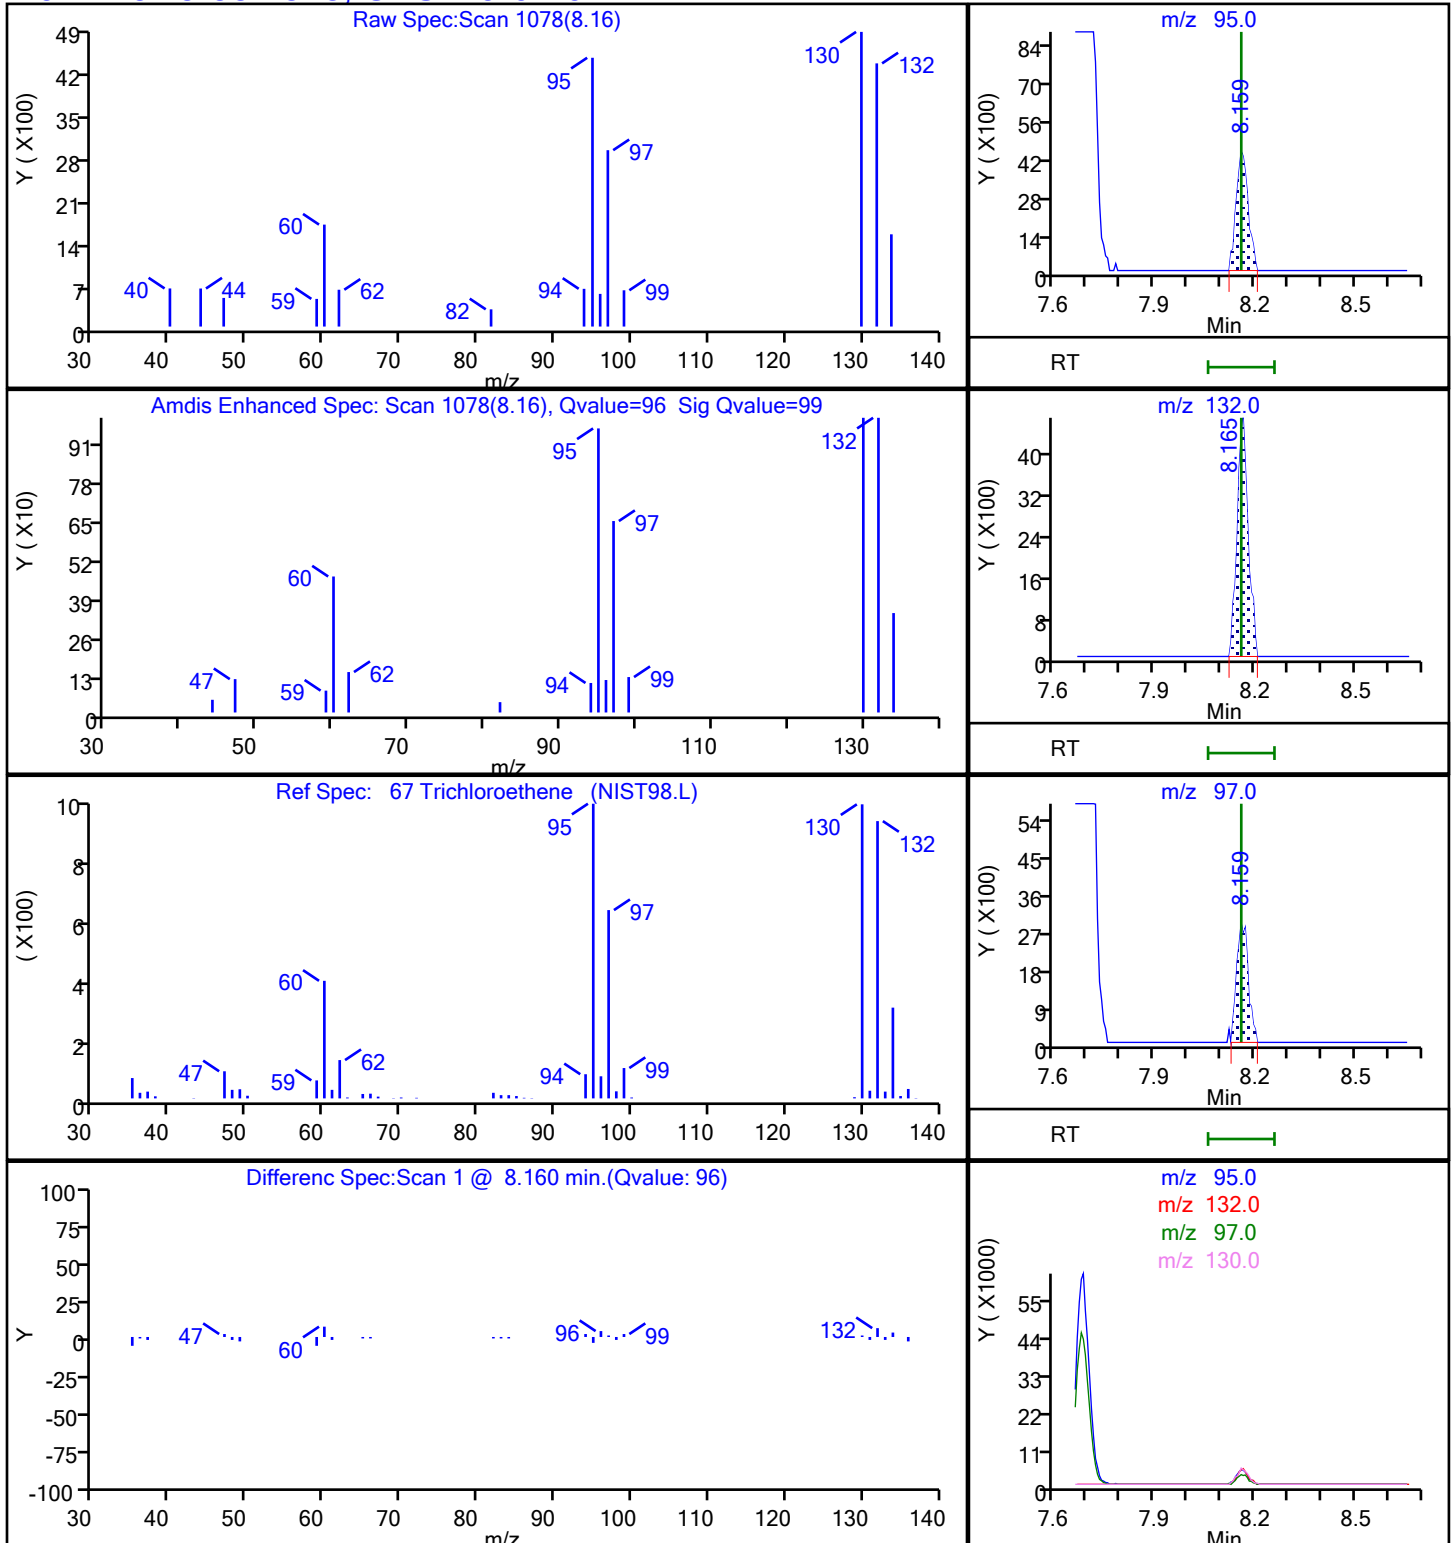 Raw Spec:Scan 1078(8.16)
Y ( X100)
49
42
35
28
21
14
7
0
40
44
59
60
62
82
94
95
97
99
130
132
30 40 50 60 70 80 90 100 110 120 130 140
m/z
m/z 95.0
Y ( X100)
84
70
56
42
28
14
0
8.159
7.6 7.9 8.2 8.5
Min
RT
Amdis Enhanced Spec: Scan 1078(8.16), Qvalue=96 Sig Qvalue=99
Y ( X10)
91
78
65
52
39
26
13
0
47
59
60
62
94
95
97
99
132
30 50 70 90 110 130
m/z
m/z 132.0
Y ( X100)
40
32
24
16
8
0
8.165
7.6 7.9 8.2 8.5
Min
RT
Ref Spec: 67 Trichloroethene (NIST98.L)
( X100)
10
8
6
4
2
0
47
59
60
62
94
95
97
99
130
132
30 40 50 60 70 80 90 100 110 120 130 140
m/z 97.0
Y ( X100)
54
45
36
27
18
9
0
8.159
7.6 7.9 8.2 8.5
Min
RT
Differenc Spec:Scan 1 @ 8.160 min.(Qvalue: 96)
Y
100
75
50
25
0
-25
-50
-75
-100
47
60
96
99
132
30 40 50 60 70 80 90 100 110 120 130 140
m/z
m/z 95.0
m/z 132.0
m/z 97.0
m/z 130.0
Y ( X1000)
55
44
33
22
11
0
7.6 7.9 8.2 8.5
Min